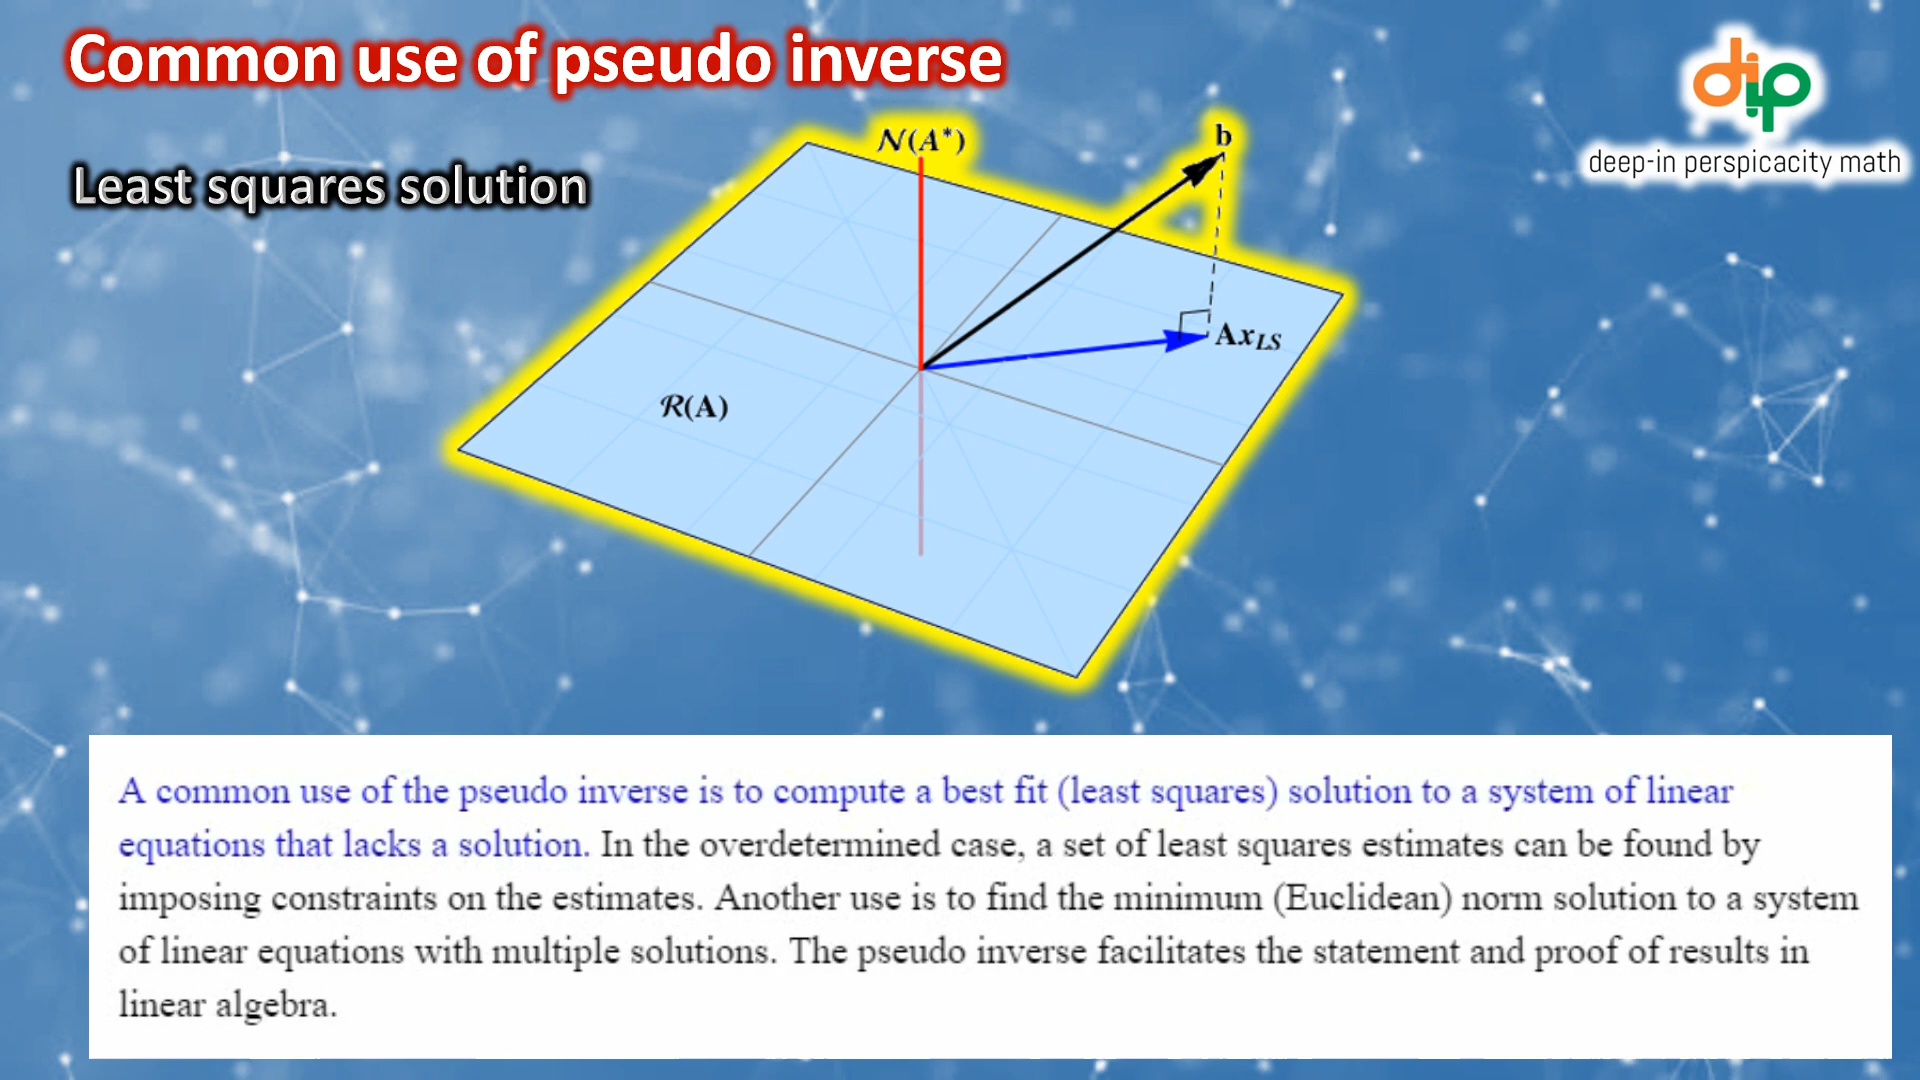 Common use of pseudo inverse
dip
deep-in perspicacity math
Least squares solution
𝒩(A*)
b
Ax_LS
ℛ(A)
A common use of the pseudo inverse is to compute a best fit (least squares) solution to a system of linear
equations that lacks a solution. In the overdetermined case, a set of least squares estimates can be found by
imposing constraints on the estimates. Another use is to find the minimum (Euclidean) norm solution to a system
of linear equations with multiple solutions. The pseudo inverse facilitates the statement and proof of results in
linear algebra.